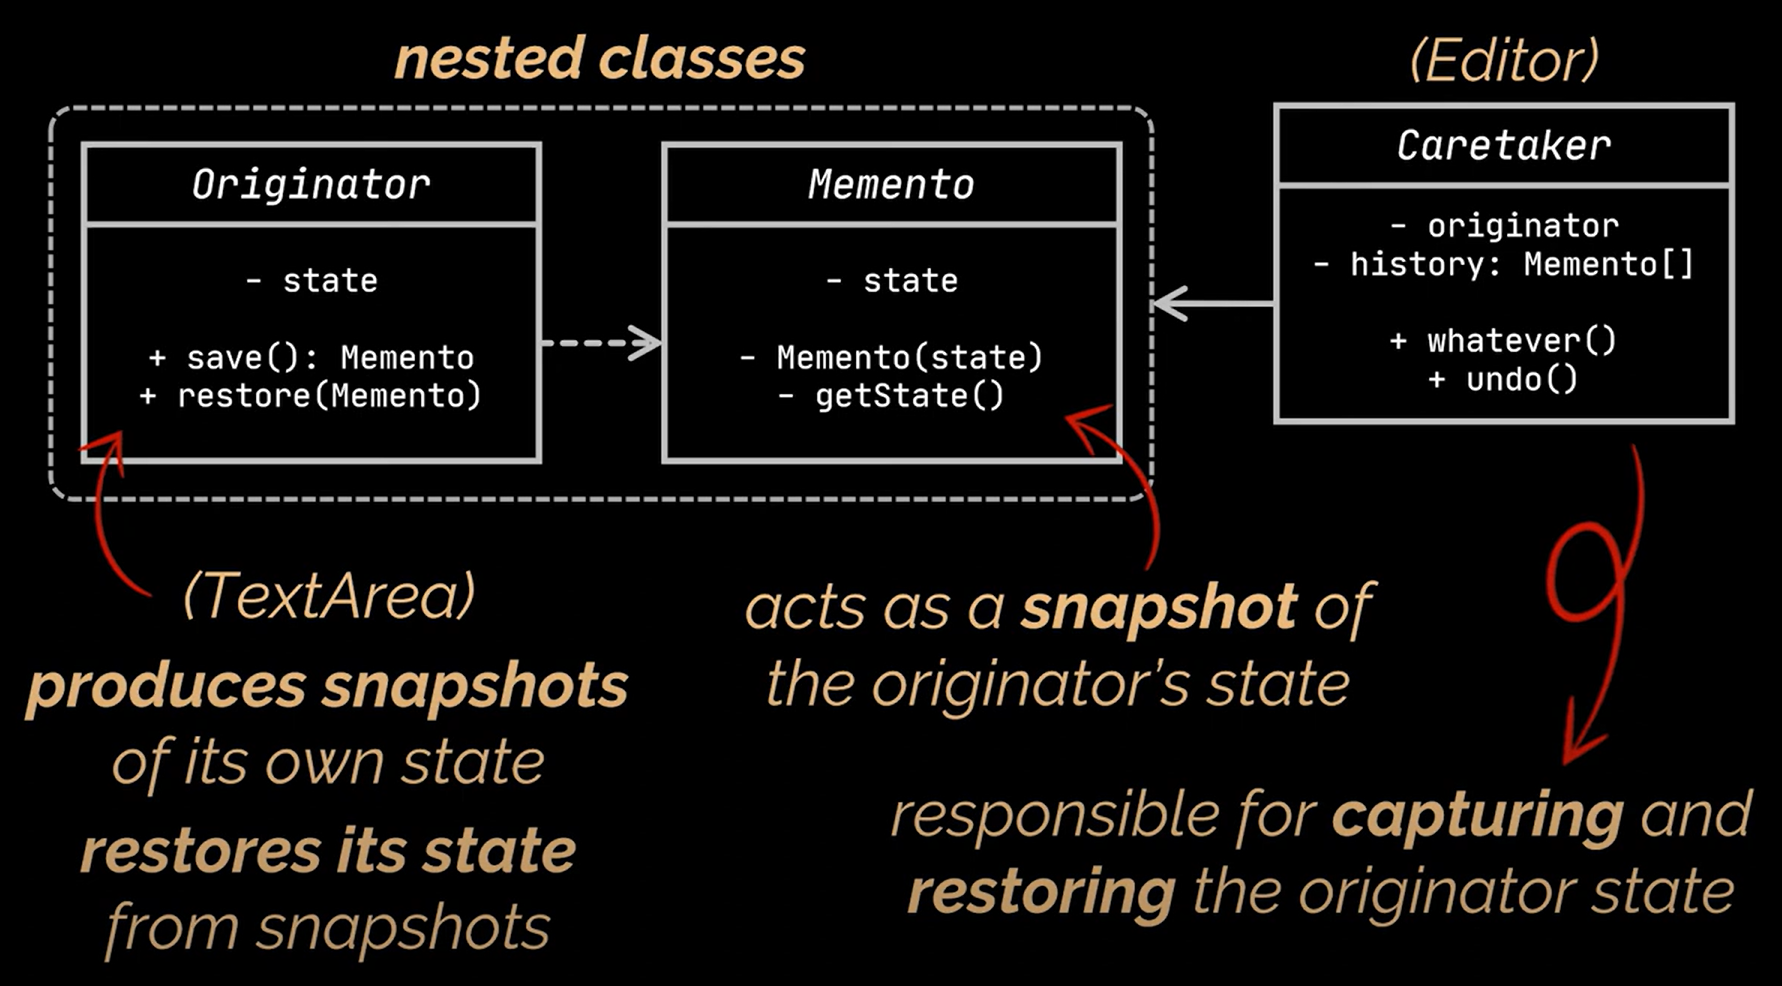 nested classes
(Editor)
Originator
- state
+ save(): Memento
+ restore(Memento)
Memento
- state
- Memento(state)
- getState()
Caretaker
- originator
- history: Memento[]
+ whatever()
+ undo()
(TextArea)
produces snapshots
of its own state
restores its state
from snapshots
acts as a snapshot of
the originator’s state
responsible for capturing and
restoring the originator state